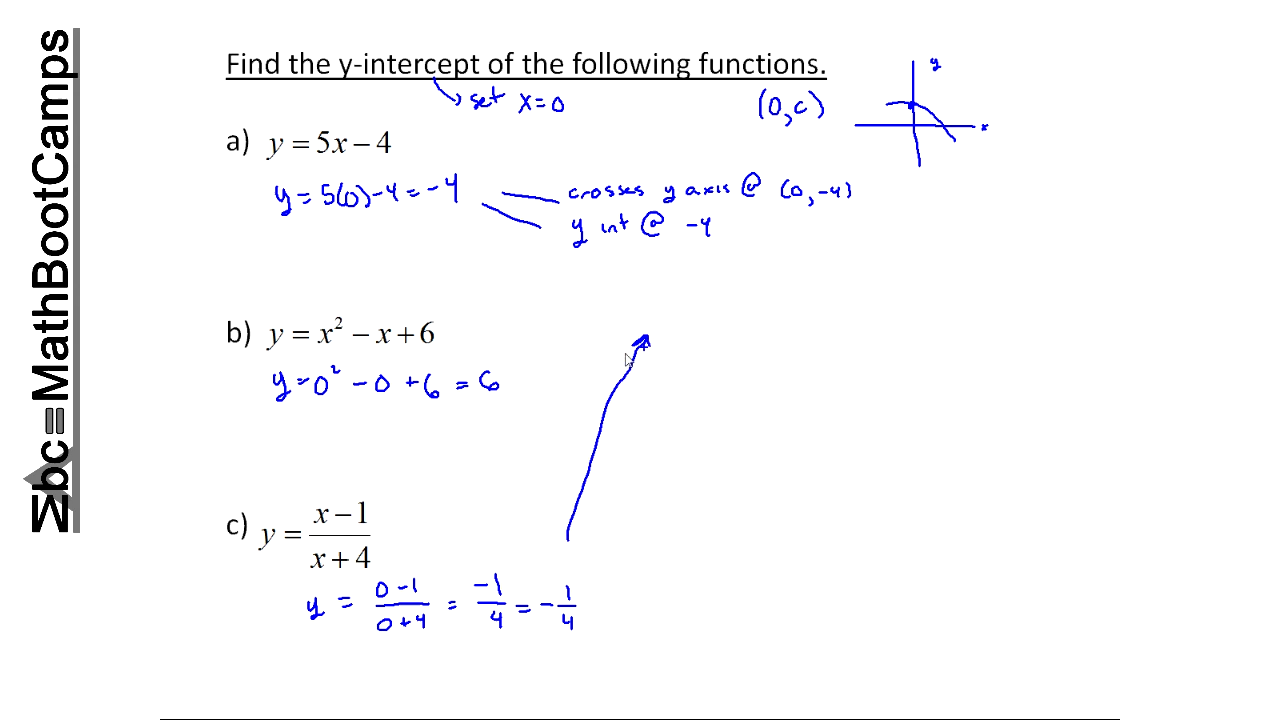 Find the y-intercept of the following functions.
set x=0
(0,c)
y
x
a) y = 5x − 4
y = 5(0)-4 = -4
crosses y axis @ (0,-4)
y int @ -4
b) y = x² − x + 6
y = 0² - 0 + 6 = 6
c) y = (x − 1)/(x + 4)
y = (0-1)/(0+4) = -1/4 = -1/4
Σbc=MathBootCamps